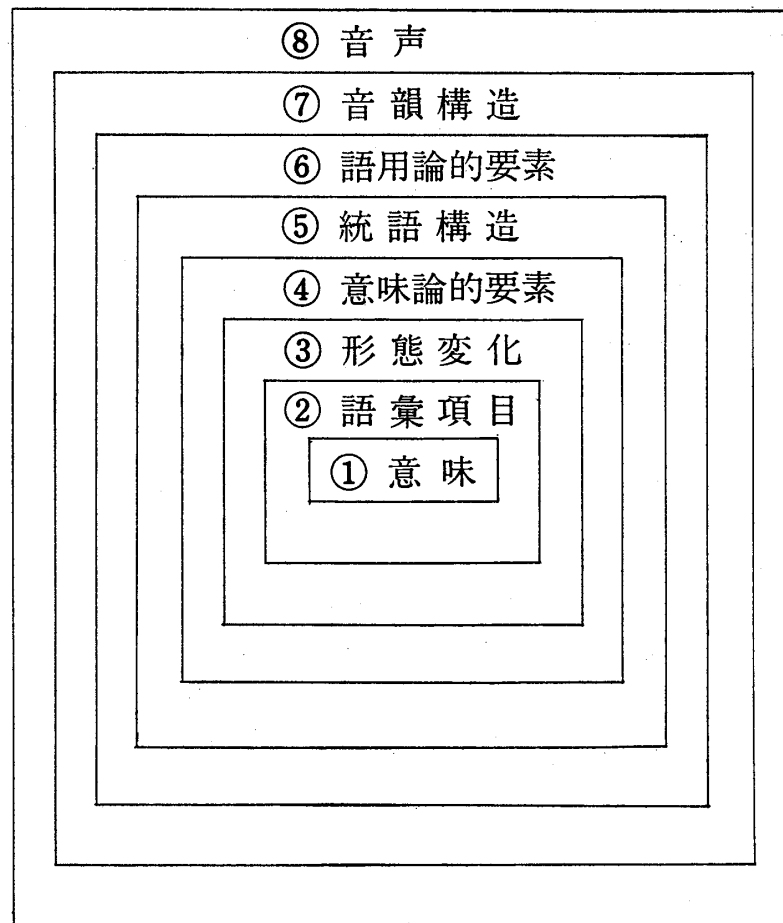 ⑧ 音声
⑦ 音韻構造
⑥ 語用論的要素
⑤ 統語構造
④ 意味論的要素
③ 形態変化
② 語彙項目
① 意味